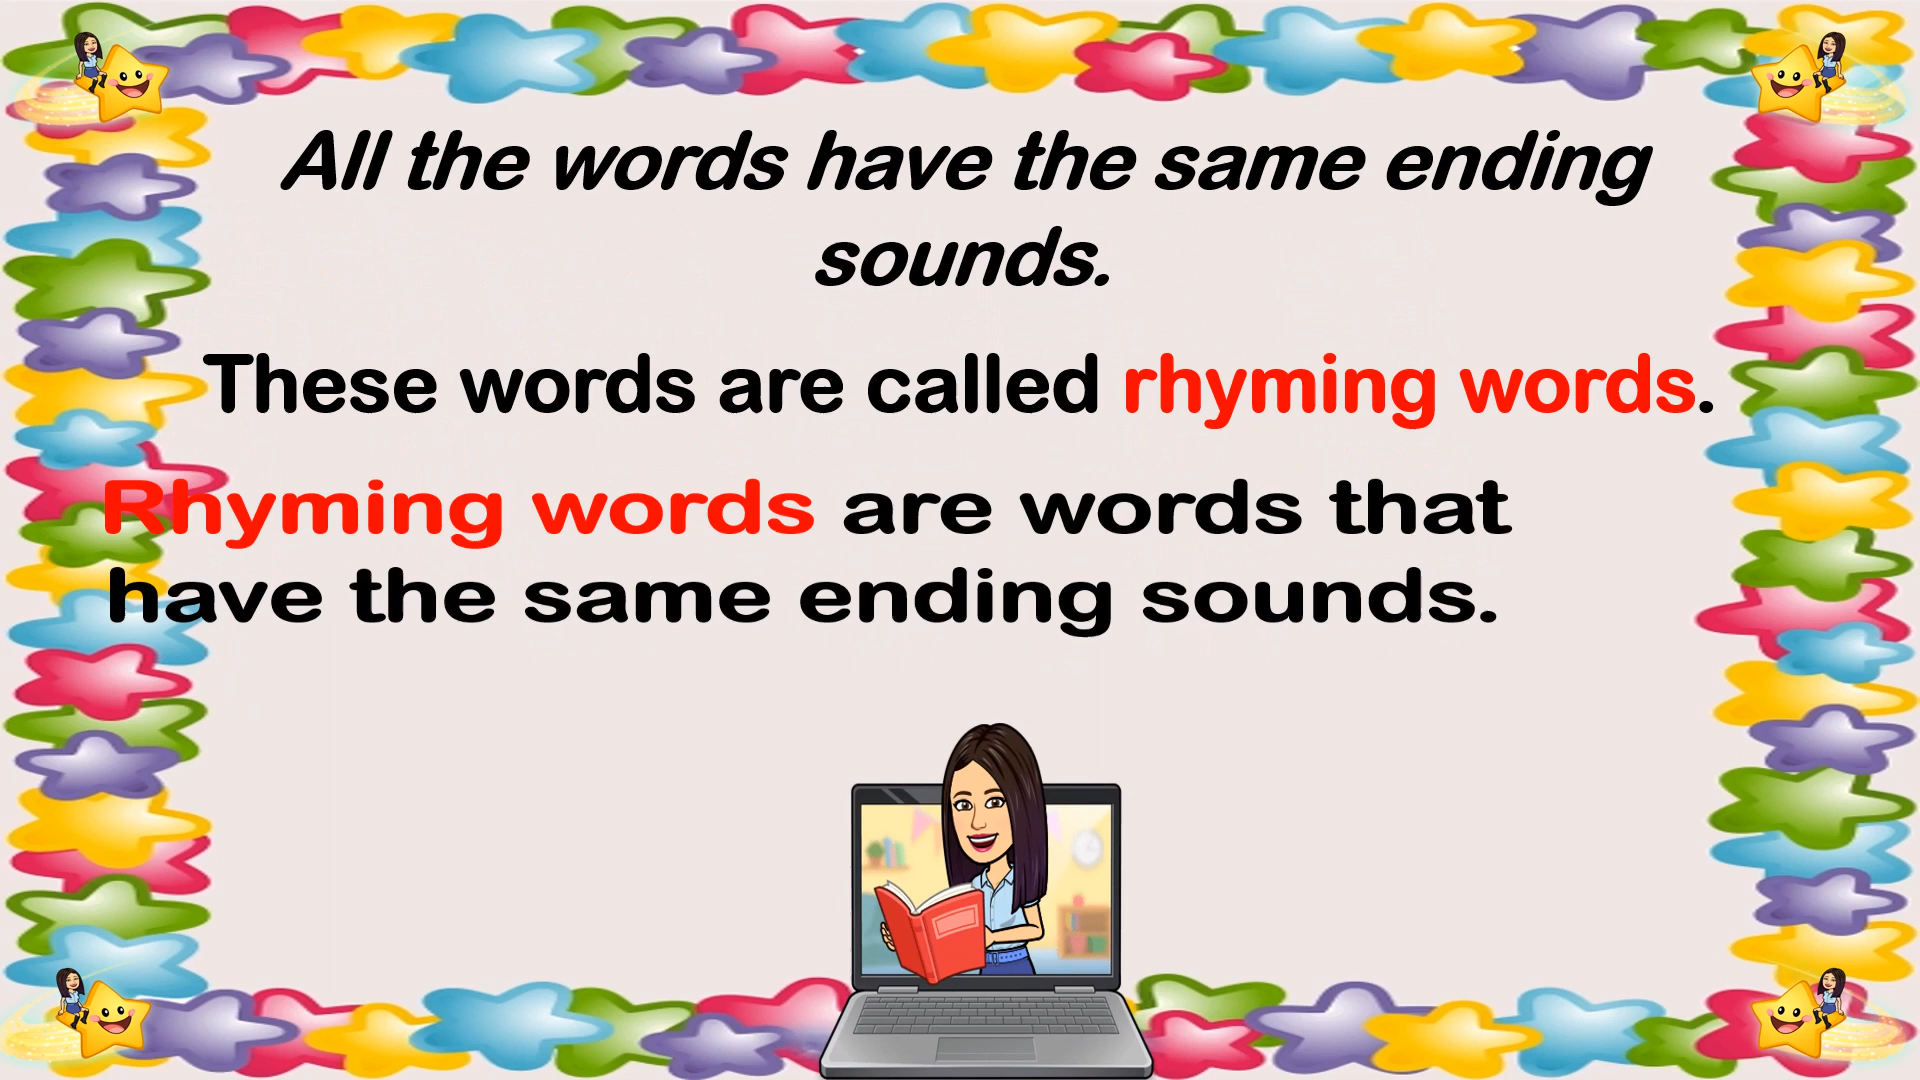 All the words have the same ending
sounds.
These words are called rhyming words.
Rhyming words are words that
have the same ending sounds.